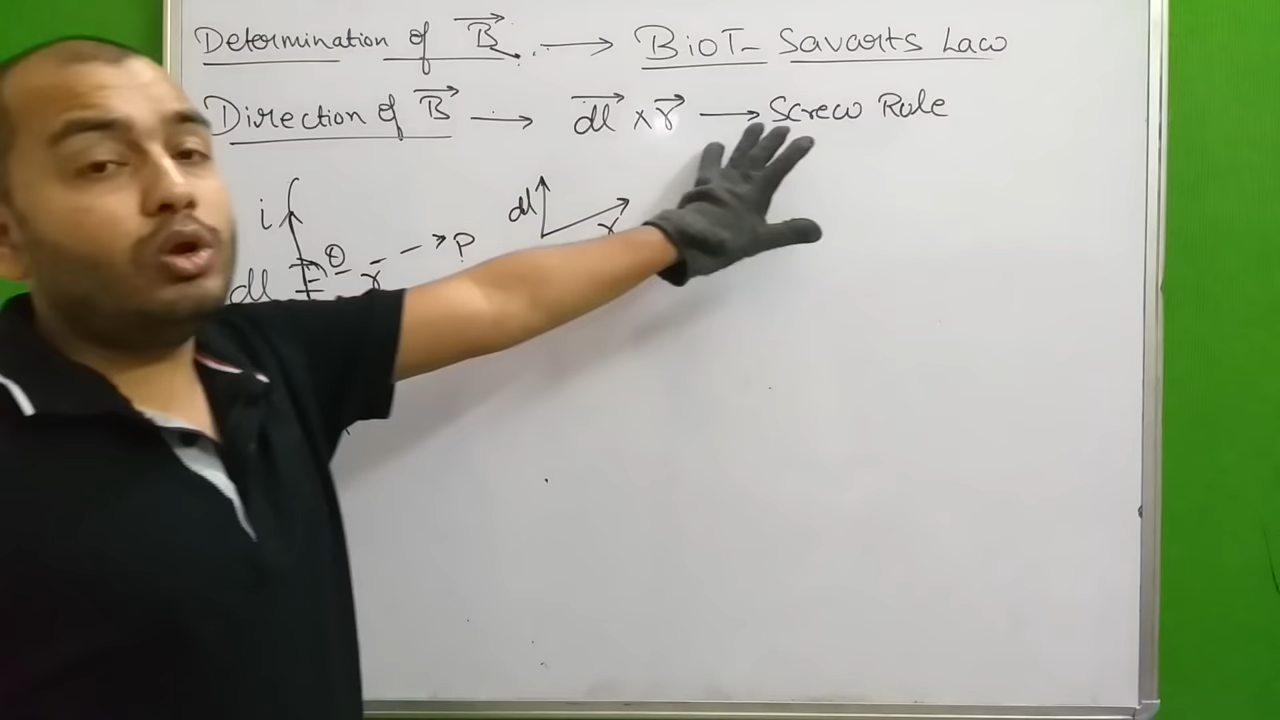 Determination of B → BioT- Savarts Law
Direction of B → dl x r → Screw Rule
i
dl
θ
r
P
dl
r